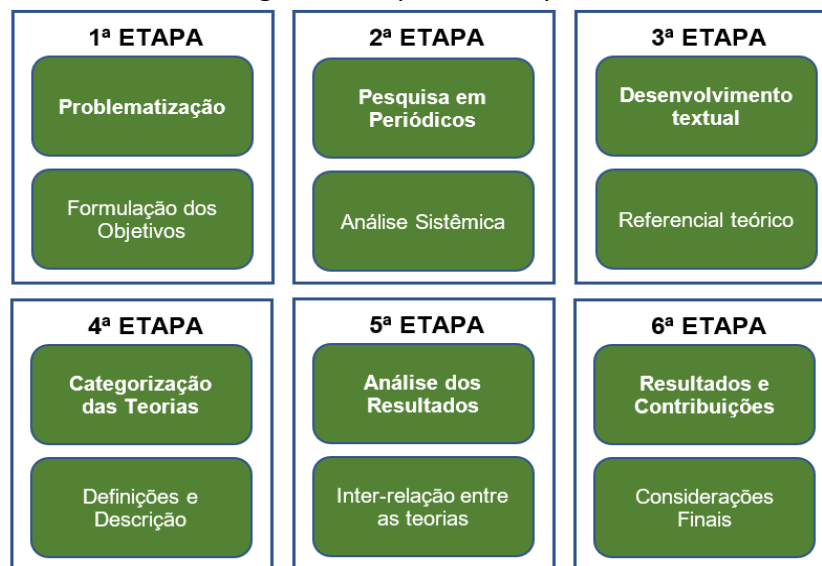 1ª ETAPA
Problematização
Formulação dos
Objetivos
2ª ETAPA
Pesquisa em
Periódicos
Análise Sistêmica
3ª ETAPA
Desenvolvimento
textual
Referencial teórico
4ª ETAPA
Categorização
das Teorias
Definições e
Descrição
5ª ETAPA
Análise dos
Resultados
Inter-relação entre
as teorias
6ª ETAPA
Resultados e
Contribuições
Considerações
Finais